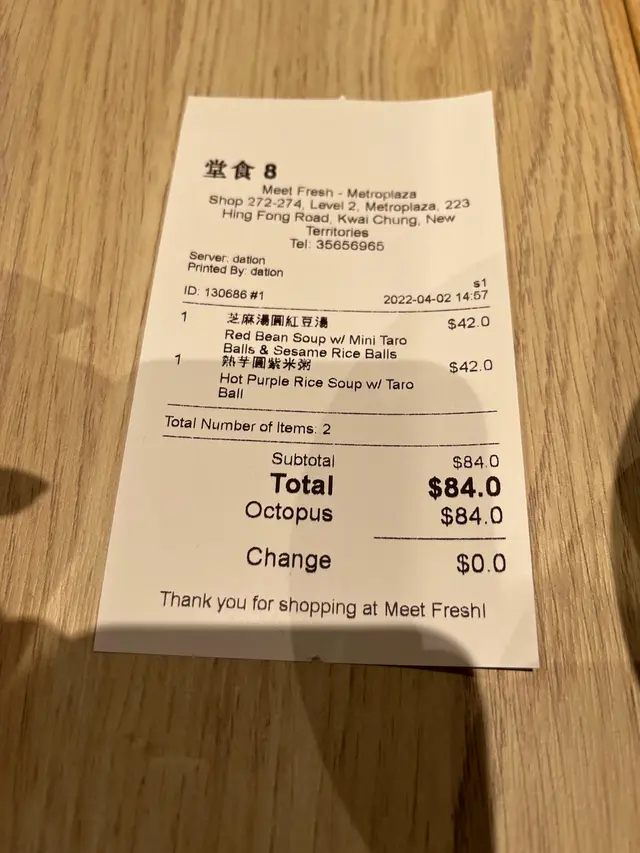 堂食 8
Meet Fresh - Metroplaza
Shop 272-274, Level 2, Metroplaza, 223
Hing Fong Road, Kwai Chung, New
Territories
Tel: 35656965
Server: dation
Printed By: dation
s1
ID: 130686 #1 2022-04-02 14:57
1 芝麻湯圓紅豆湯 $42.0
Red Bean Soup w/ Mini Taro
Balls & Sesame Rice Balls
1 熱芋圓紫米粥 $42.0
Hot Purple Rice Soup w/ Taro
Ball
Total Number of Items: 2
Subtotal $84.0
Total $84.0
Octopus $84.0
Change $0.0
Thank you for shopping at Meet Fresh!